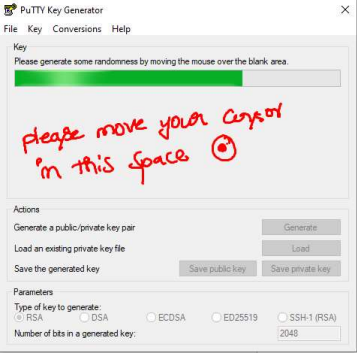 PuTTY Key Generator
File Key Conversions Help
Key
Please generate some randomness by moving the mouse over the blank area.
please move your cursor
in this space
Actions
Generate a public/private key pair Generate
Load an existing private key file Load
Save the generated key Save public key Save private key
Parameters
Type of key to generate:
RSA DSA ECDSA ED25519 SSH-1 (RSA)
Number of bits in a generated key: 2048